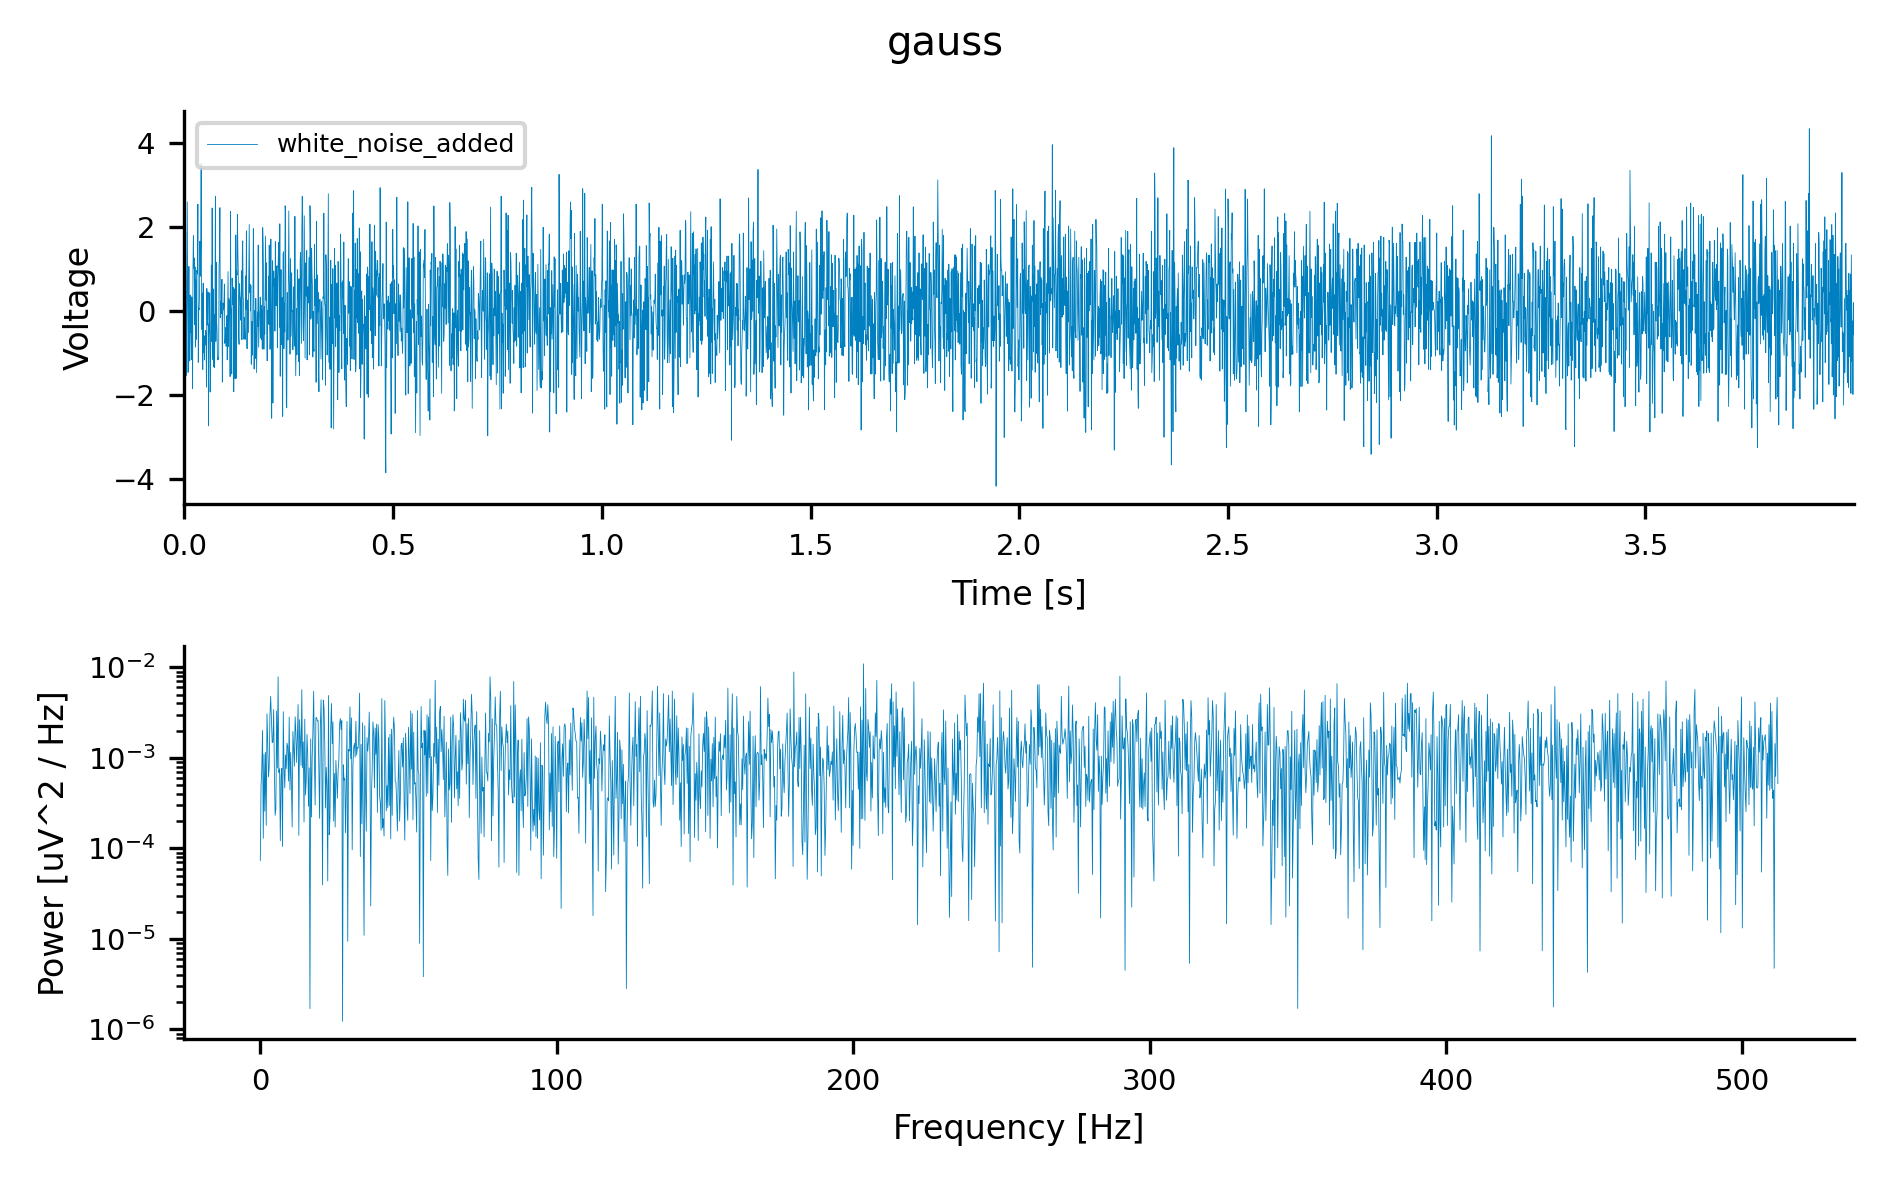 gauss
white_noise_added
Voltage
4
2
0
−2
−4
0.0 0.5 1.0 1.5 2.0 2.5 3.0 3.5
Time [s]
Power [uV^2 / Hz]
10⁻²
10⁻³
10⁻⁴
10⁻⁵
10⁻⁶
0 100 200 300 400 500
Frequency [Hz]